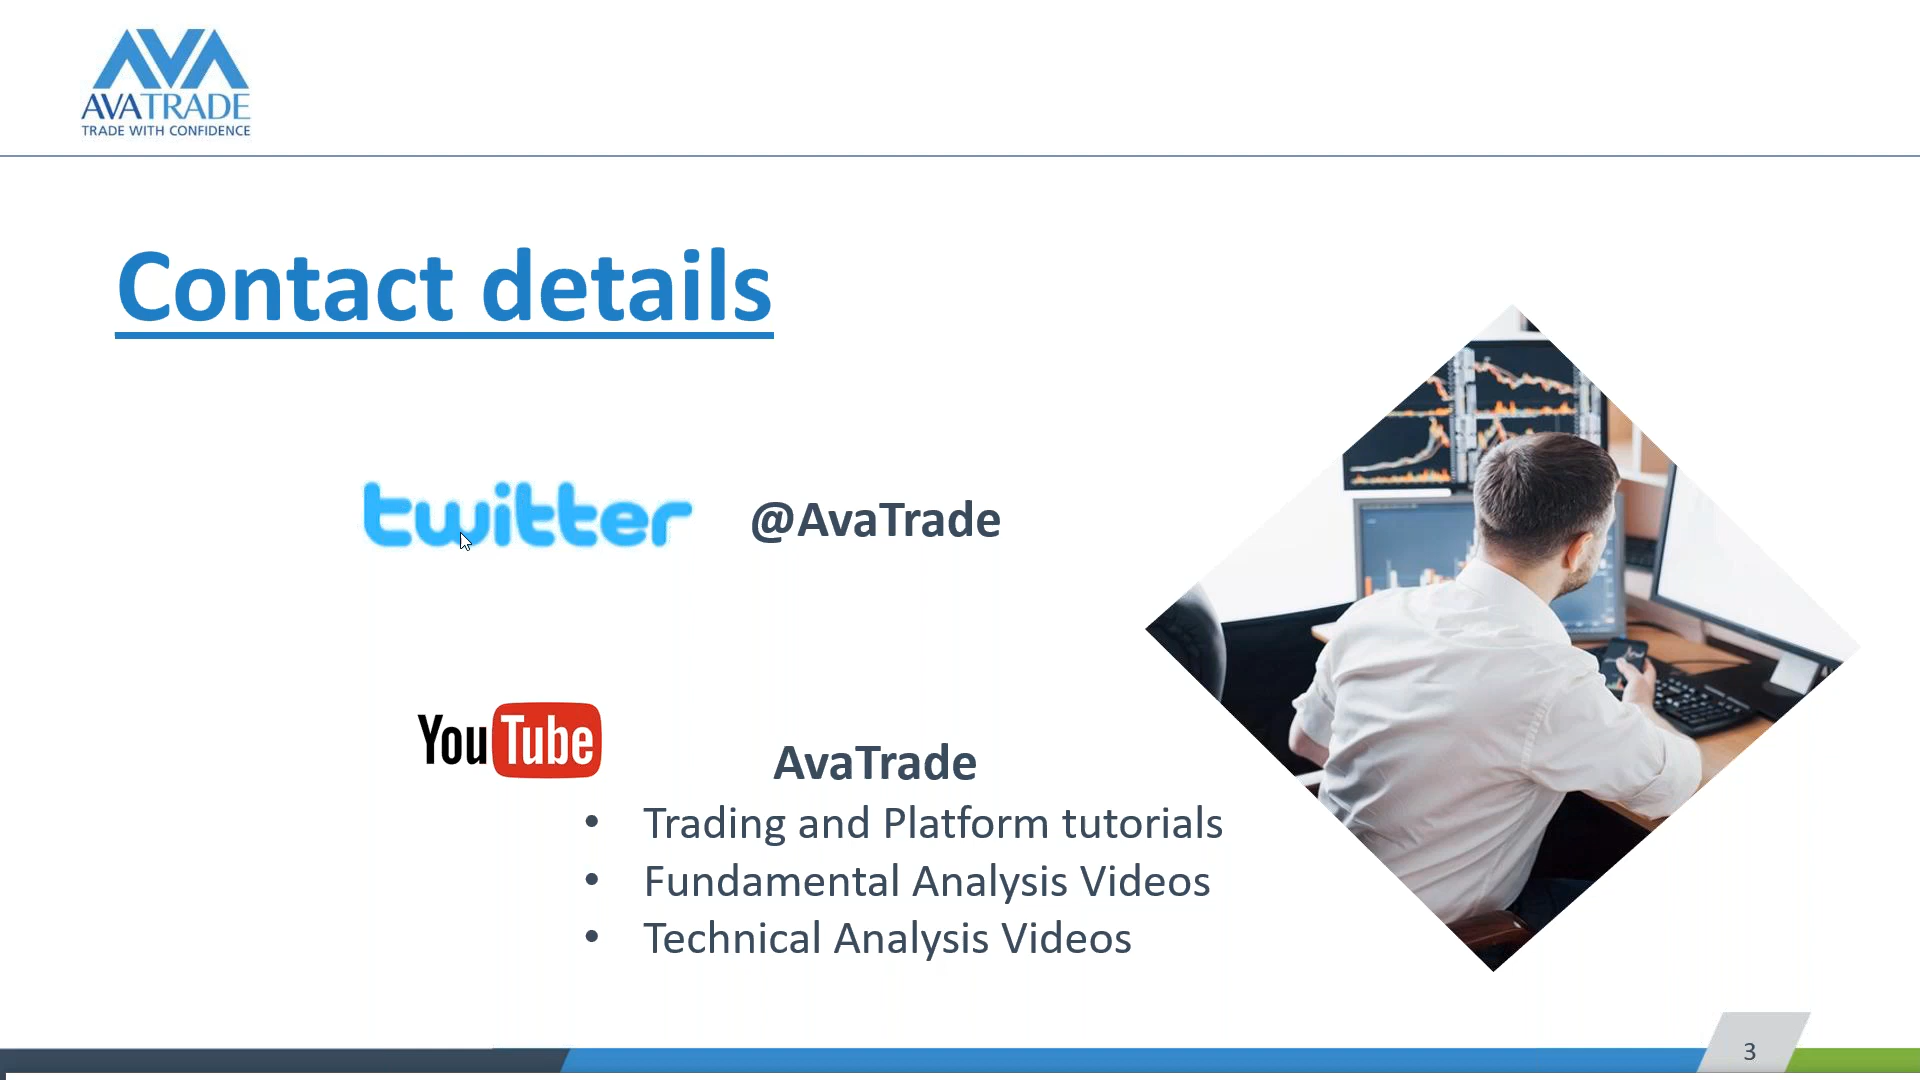 AVATRADE
TRADE WITH CONFIDENCE
Contact details
twitter @AvaTrade
YouTube
AvaTrade
• Trading and Platform tutorials
• Fundamental Analysis Videos
• Technical Analysis Videos
3